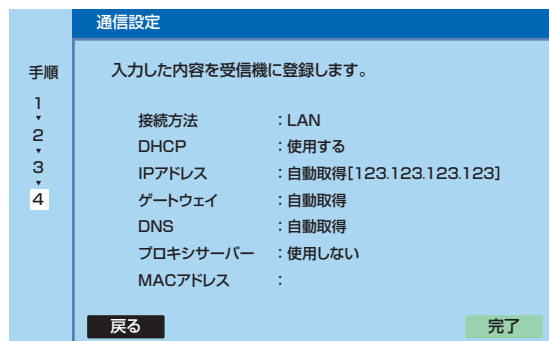 通信設定
手順
1
2
3
4
入力した内容を受信機に登録します。
接続方法 :LAN
DHCP :使用する
IPアドレス :自動取得[123.123.123.123]
ゲートウェイ :自動取得
DNS :自動取得
プロキシサーバー :使用しない
MACアドレス :
戻る 完了